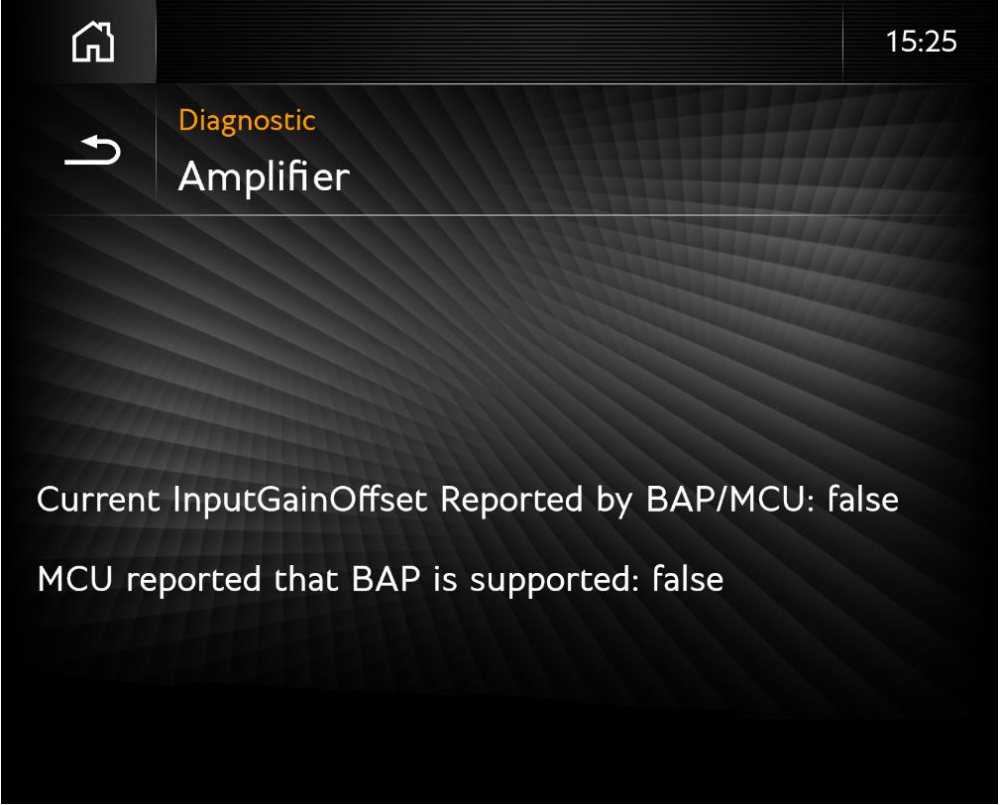 15:25
Diagnostic
Amplifier
Current InputGainOffset Reported by BAP/MCU: false
MCU reported that BAP is supported: false